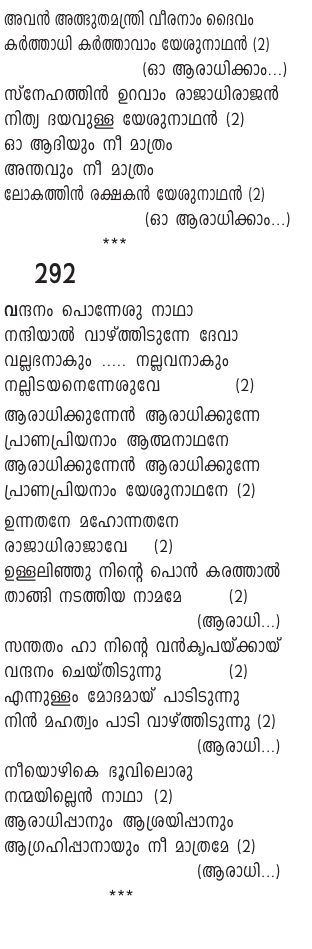 അവൻ അത്ഭുതമന്ത്രി വീരനാം ദൈവം
കർത്താധി കർത്താവാം യേശുനാഥൻ (2)
(ഓ ആരാധിക്കാം...)
സ്നേഹത്തിൻ ഉറവാം രാജാധിരാജൻ
നിത്യ ദയവുള്ള യേശുനാഥൻ (2)
ഓ ആദിയും നീ മാത്രം
അന്തവും നീ മാത്രം
ലോകത്തിൻ രക്ഷകൻ യേശുനാഥൻ (2)
(ഓ ആരാധിക്കാം...)
***
292
വന്ദനം പൊന്നേശു നാഥാ
നന്ദിയാൽ വാഴ്ത്തിടുന്നേ ദേവാ
വല്ലഭനാകും ..... നല്ലവനാകും
നല്ലിടയനെന്നേശുവേ (2)
ആരാധിക്കുന്നേൻ ആരാധിക്കുന്നേ
പ്രാണപ്രിയനാം ആത്മനാഥനേ
ആരാധിക്കുന്നേൻ ആരാധിക്കുന്നേ
പ്രാണപ്രിയനാം യേശുനാഥനേ (2)
ഉന്നതനേ മഹോന്നതനേ
രാജാധിരാജാവേ (2)
ഉള്ളലിഞ്ഞു നിന്റെ പൊൻ കരത്താൽ
താങ്ങി നടത്തിയ നാമമേ (2)
(ആരാധി...)
സന്തതം ഹാ നിന്റെ വൻകൃപയ്ക്കായ്
വന്ദനം ചെയ്തിടുന്നു (2)
എന്നുള്ളം മോദമായ് പാടിടുന്നു
നിൻ മഹത്വം പാടി വാഴ്ത്തിടുന്നു (2)
(ആരാധി...)
നീയൊഴികെ ഭൂവിലൊരു
നന്മയില്ലെൻ നാഥാ (2)
ആരാധിപ്പാനും ആശ്രയിപ്പാനും
ആഗ്രഹിപ്പാനായും നീ മാത്രമേ (2)
(ആരാധി...)
***